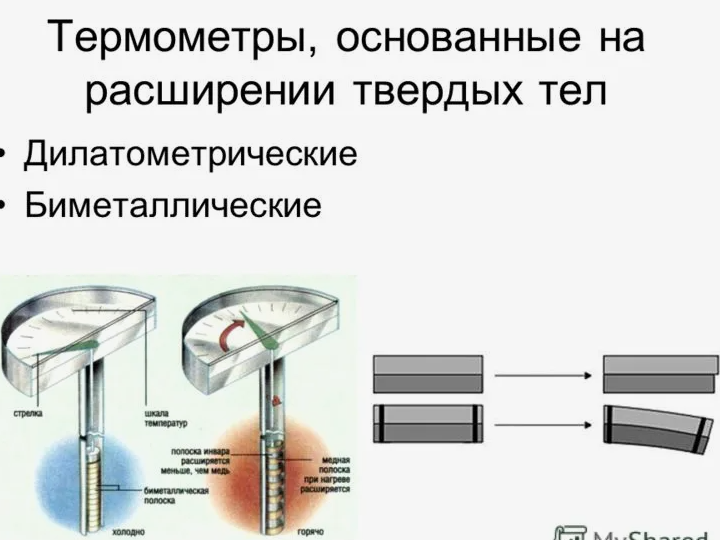 Термометры, основанные на
расширении твердых тел
• Дилатометрические
• Биметаллические
стрелка
шкала
температур
полоска инвара
расширяется
меньше, чем медь
медная
полоска
при нагреве
расширяется
биметаллическая
полоска
холодно
горячо
MyShared